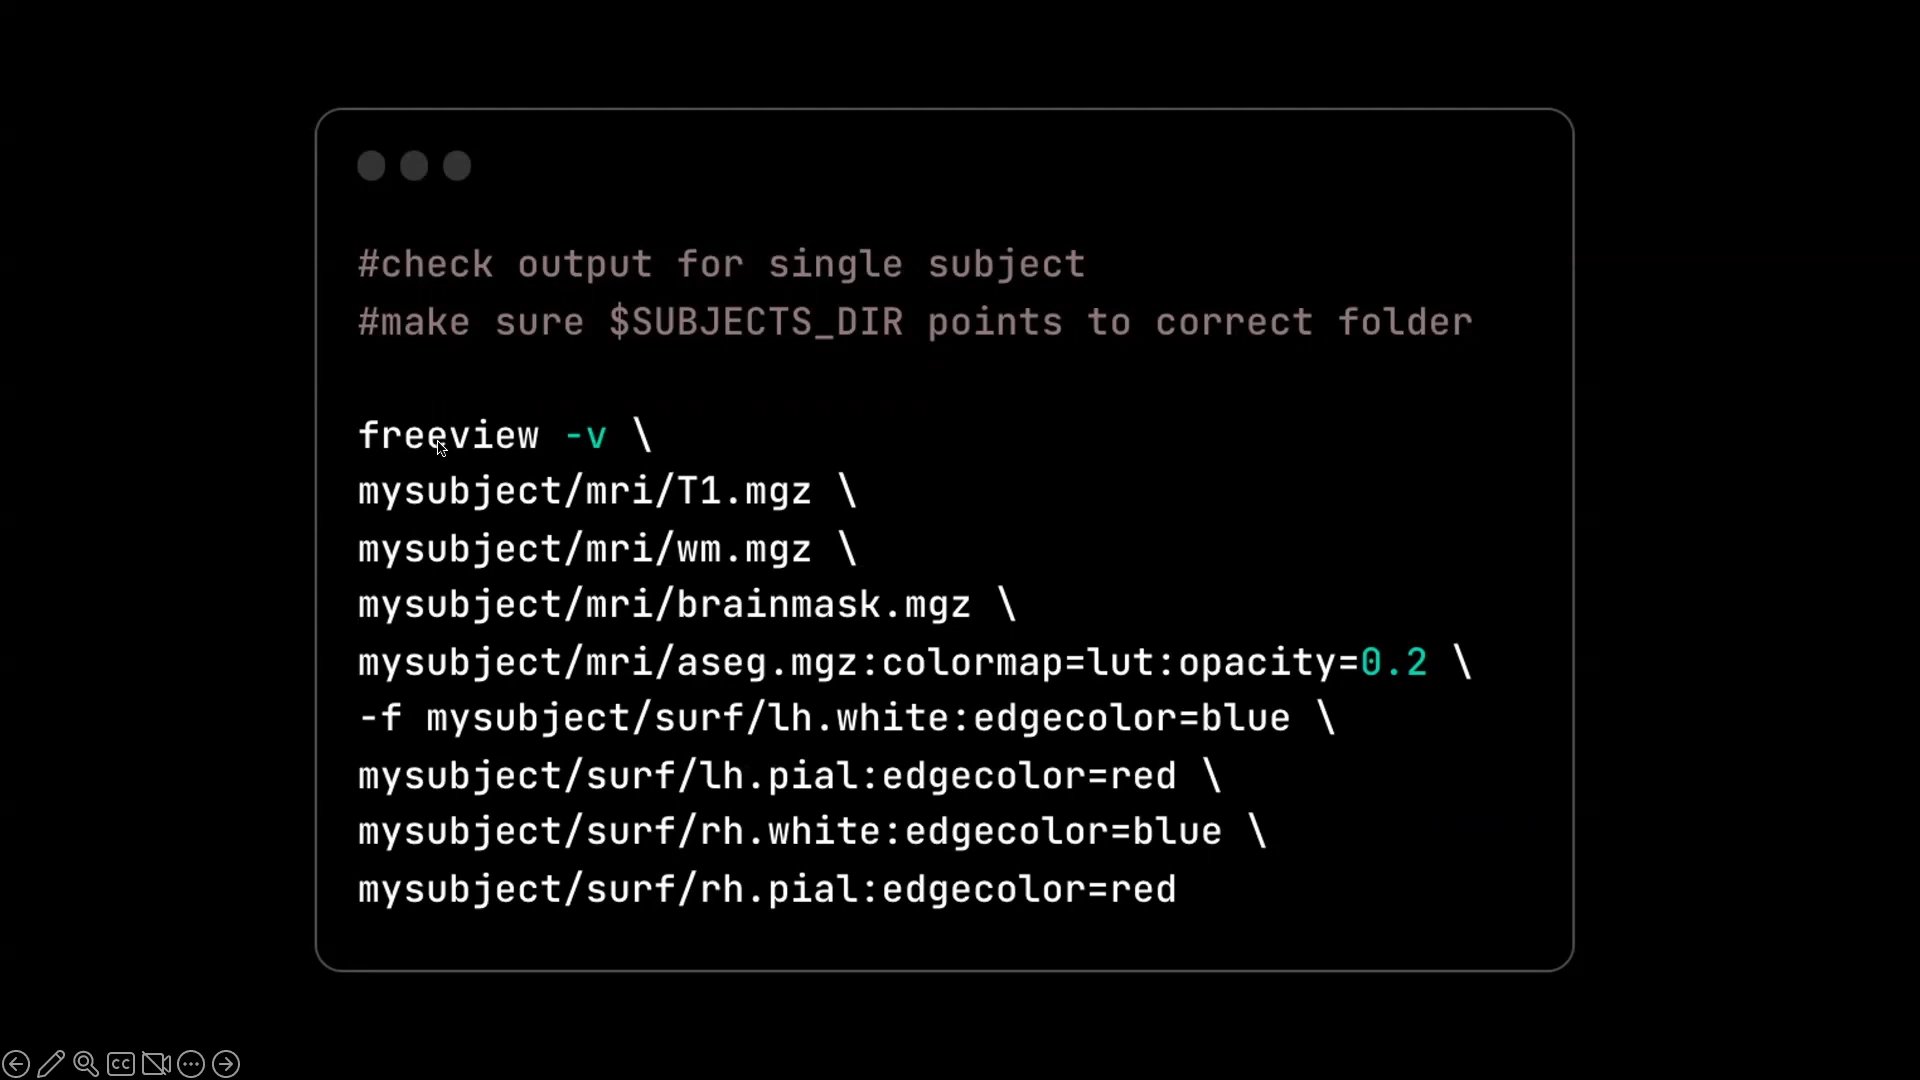 #check output for single subject
#make sure $SUBJECTS_DIR points to correct folder
freeview -v \
mysubject/mri/T1.mgz \
mysubject/mri/wm.mgz \
mysubject/mri/brainmask.mgz \
mysubject/mri/aseg.mgz:colormap=lut:opacity=0.2 \
-f mysubject/surf/lh.white:edgecolor=blue \
mysubject/surf/lh.pial:edgecolor=red \
mysubject/surf/rh.white:edgecolor=blue \
mysubject/surf/rh.pial:edgecolor=red
CC